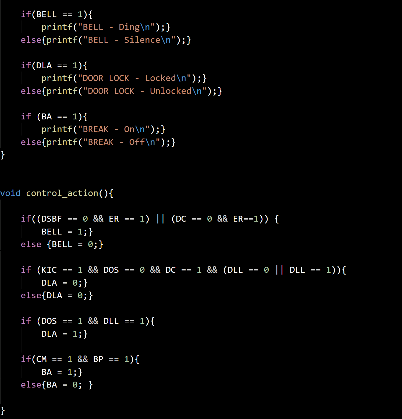 if(BELL == 1){
printf("BELL - Ding\n");}
else{printf("BELL - Silence\n");}
if(DLA == 1){
printf("DOOR LOCK - Locked\n");}
else{printf("DOOR LOCK - Unlocked\n");}
if (BA == 1){
printf("BREAK - On\n");}
else{printf("BREAK - Off\n");}
}
void control_action(){
if((DSBF == 0 && ER == 1) || (DC == 0 && ER==1)) {
BELL = 1;}
else {BELL = 0;}
if (KIC == 1 && DOS == 0 && DC == 1 && (DLL == 0 || DLL == 1)){
DLA = 0;}
else{DLA = 0;}
if (DOS == 1 && DLL == 1){
DLA = 1;}
if(CM == 1 && BP == 1){
BA = 1;}
else{BA = 0; }
}